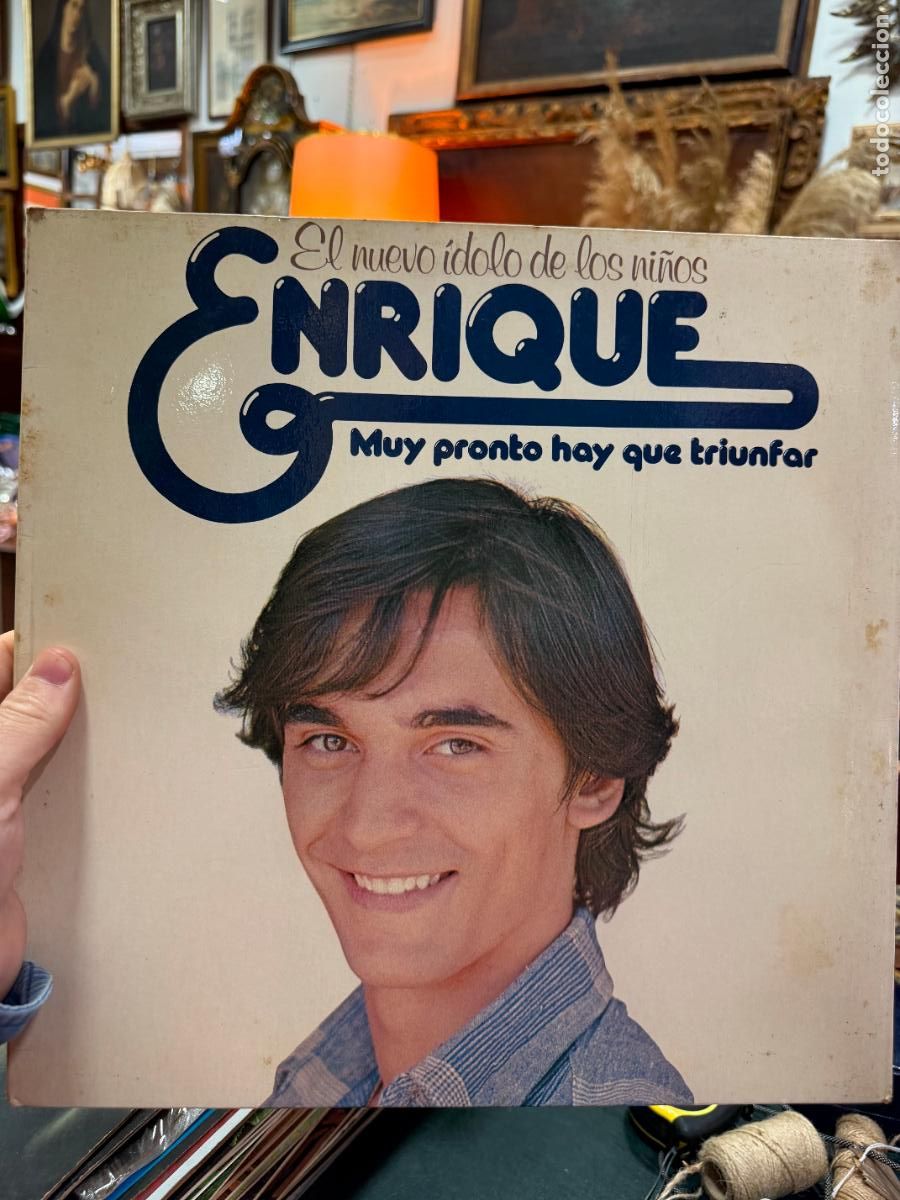 El nuevo ídolo de los niños
ENRIQUE
Muy pronto hay que triunfar
todocoleccion